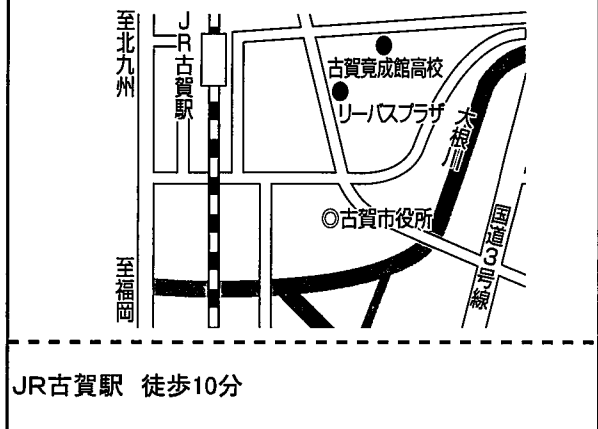 至北九州
JR古賀駅
古賀竟成館高校
リーパスプラザ
大根川
◎古賀市役所
国道3号線
至福岡
JR古賀駅 徒歩10分